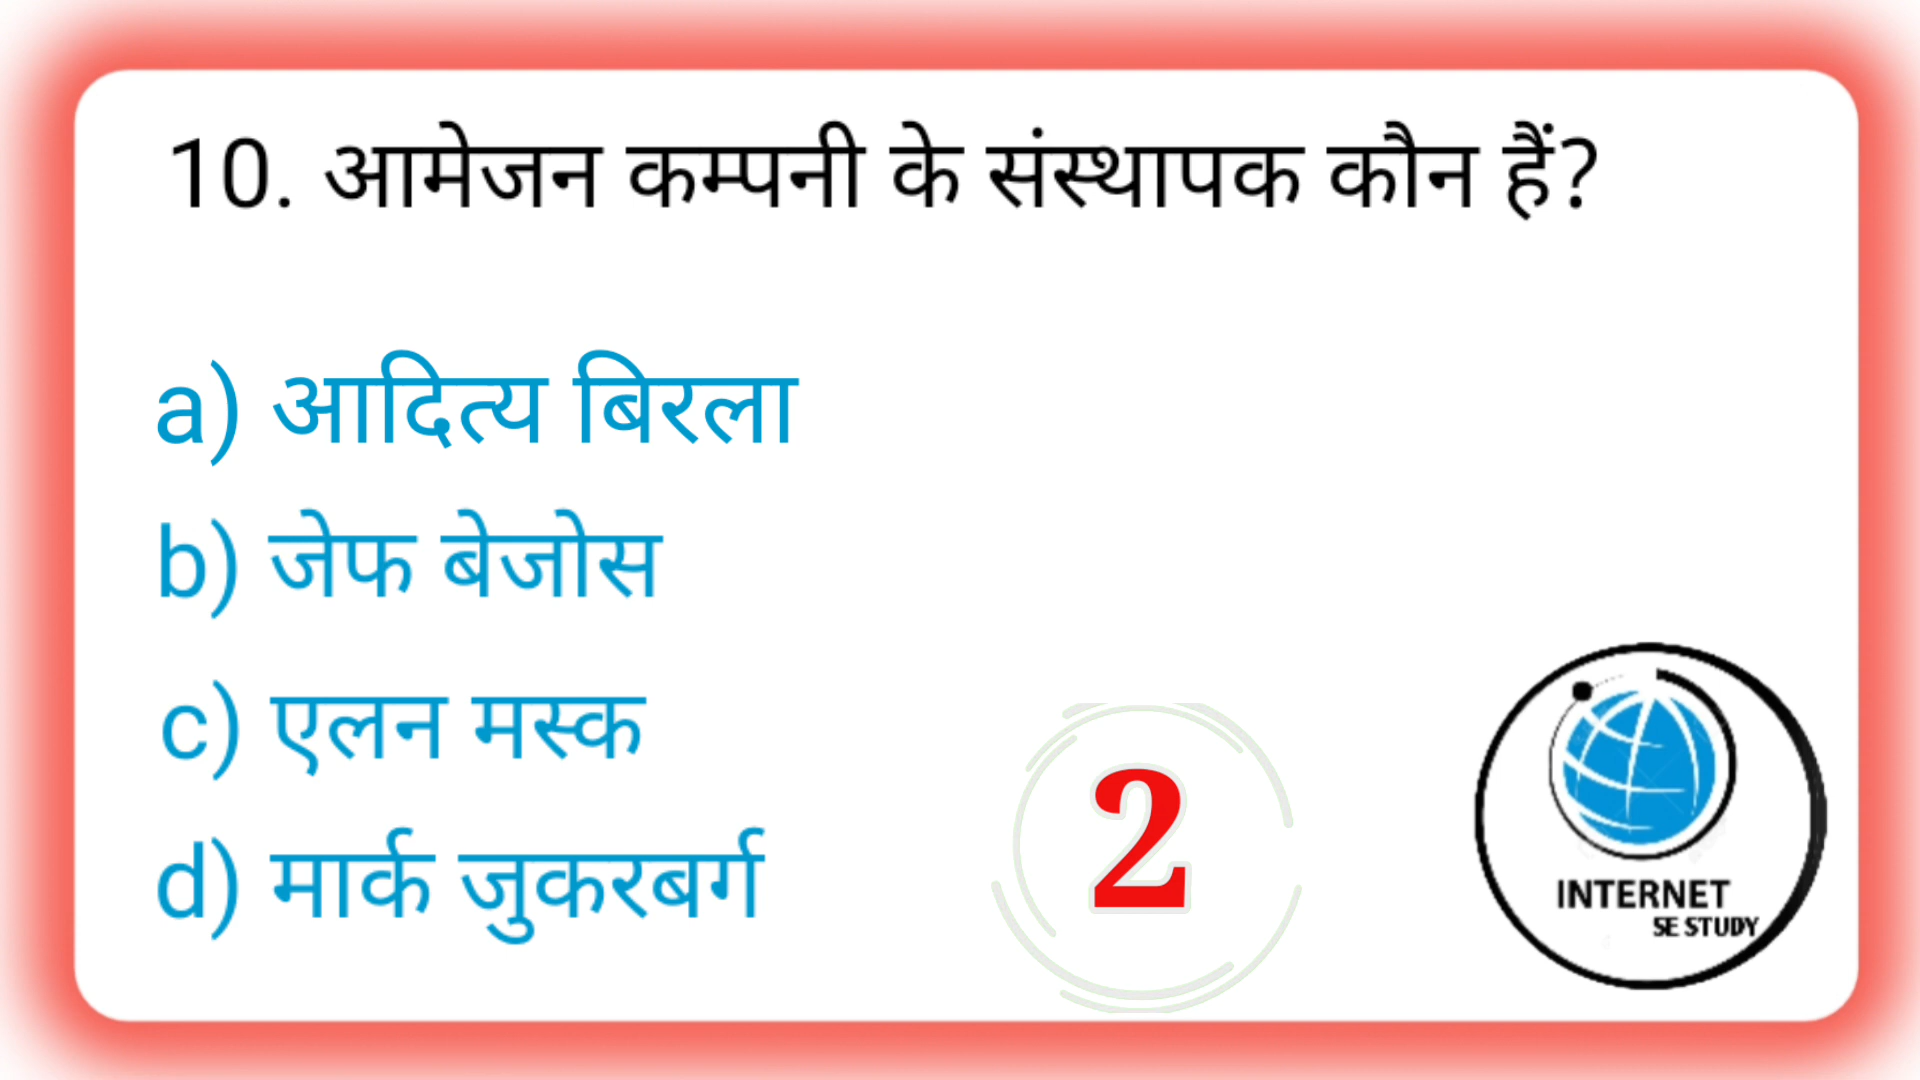 10. आमेजन कम्पनी के संस्थापक कौन हैं?
a) आदित्य बिरला
b) जेफ बेजोस
c) एलन मस्क
d) मार्क जुकरबर्ग
2
INTERNET
SE STUDY